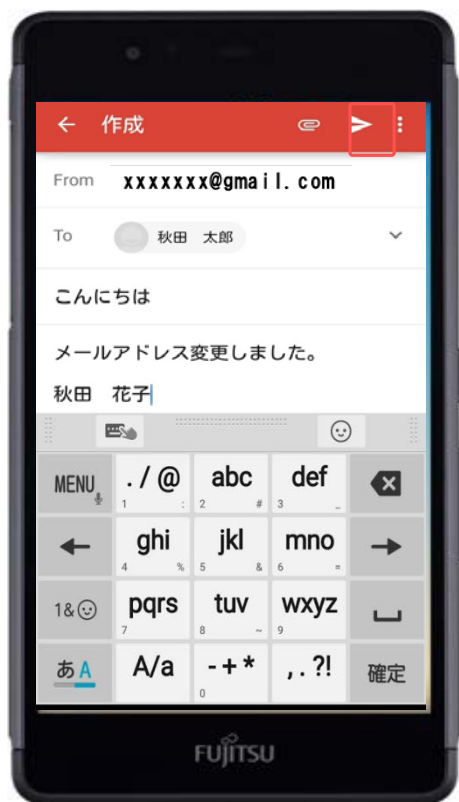 作成
From xxxxxxx@gmail.com
To 秋田 太郎
こんにちは
メールアドレス変更しました。
秋田 花子
MENU ./@ 1 : abc 2 # def 3 _
ghi 4 % jkl 5 & mno 6 =
1& pqrs 7 tuv 8 ~ wxyz 9
あA A/a -+* 0 ,.?! 確定
FUJITSU